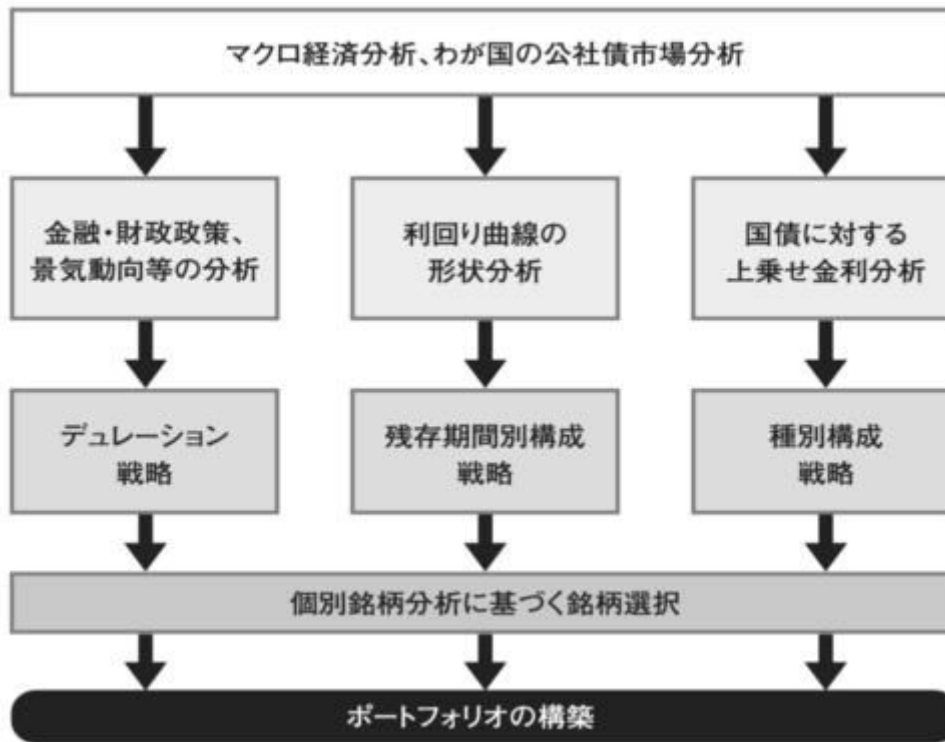 マクロ経済分析、わが国の公社債市場分析
金融・財政政策、
景気動向等の分析
利回り曲線の
形状分析
国債に対する
上乗せ金利分析
デュレーション
戦略
残存期間別構成
戦略
種別構成
戦略
個別銘柄分析に基づく銘柄選択
ポートフォリオの構築